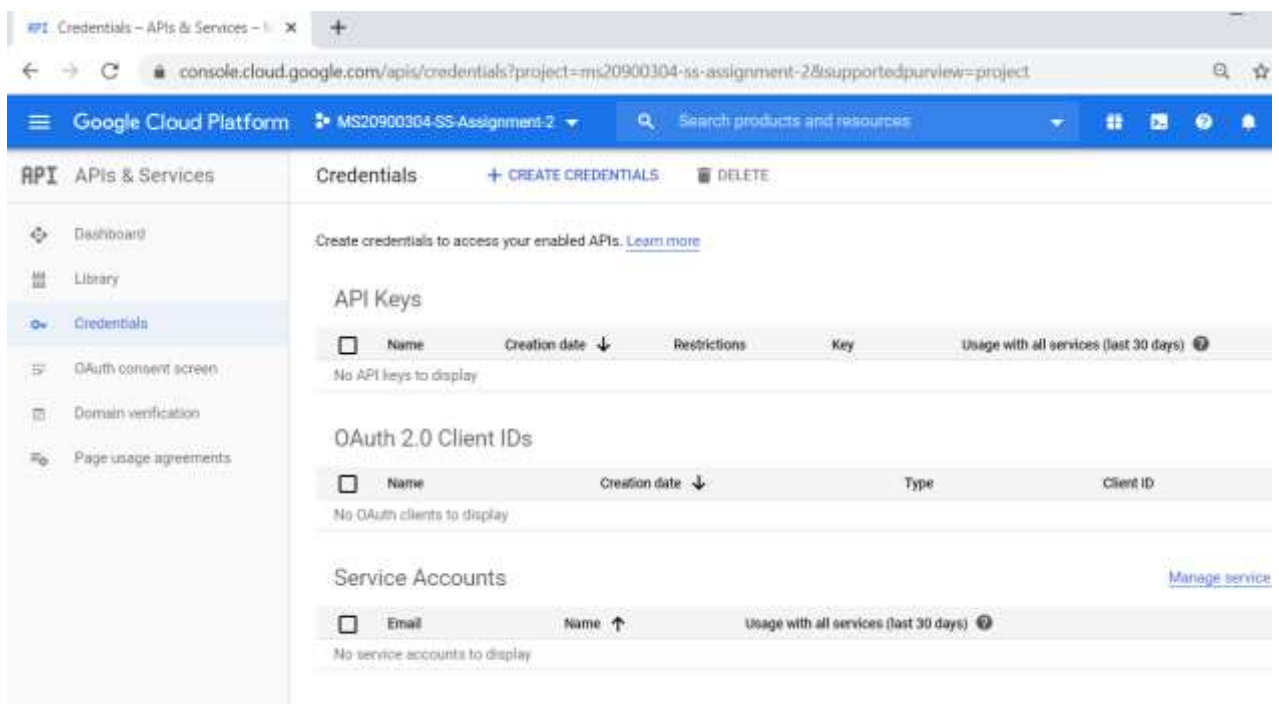 API Credentials – APIs & Services –
console.cloud.google.com/apis/credentials?project=ms20900304-ss-assignment-2&supportedpurview=project
Google Cloud Platform MS20900304-SS-Assignment-2 Search products and resources
API APIs & Services Credentials + CREATE CREDENTIALS DELETE
Dashboard
Create credentials to access your enabled APIs. Learn more
Library
API Keys
Credentials
Name Creation date Restrictions Key Usage with all services (last 30 days)
OAuth consent screen
No API keys to display
Domain verification
OAuth 2.0 Client IDs
Page usage agreements
Name Creation date Type Client ID
No OAuth clients to display
Service Accounts Manage service
Email Name Usage with all services (last 30 days)
No service accounts to display